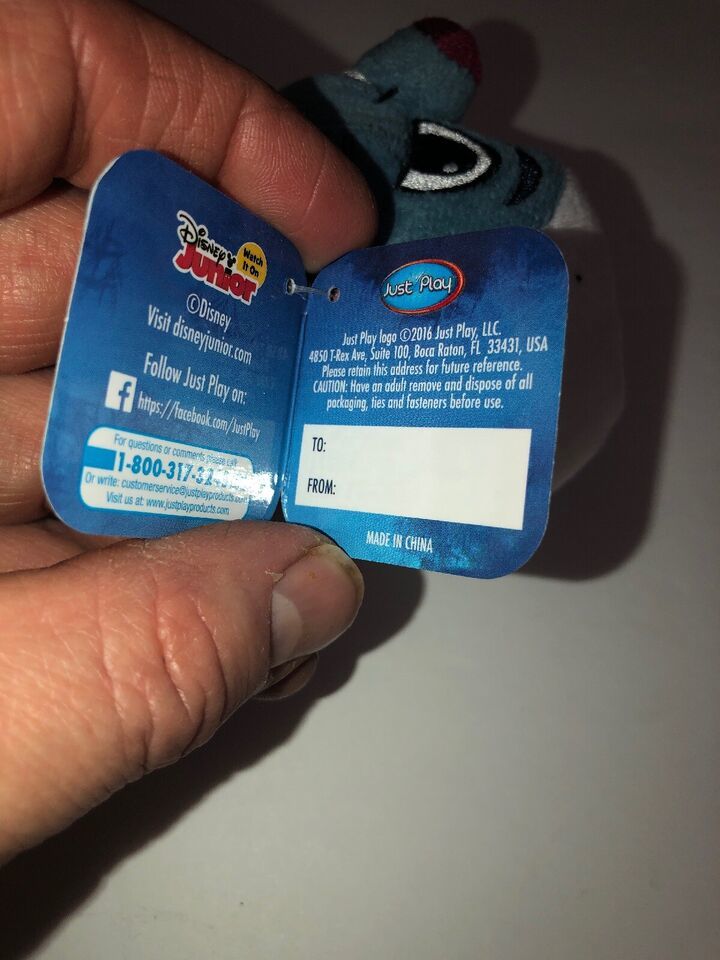 Disney Junior
Watch It On
©Disney
Visit disneyjunior.com
Follow Just Play on:
f https://facebook.com/JustPlay
For questions or comments please call
1-800-317-
Or write: customerservice@justplayproducts.com
Visit us at: www.justplayproducts.com
Just Play
Just Play logo ©2016 Just Play, LLC.
4850 T-Rex Ave, Suite 100, Boca Raton, FL 33431, USA
Please retain this address for future reference.
CAUTION: Have an adult remove and dispose of all
packaging, ties and fasteners before use.
TO:
FROM:
MADE IN CHINA